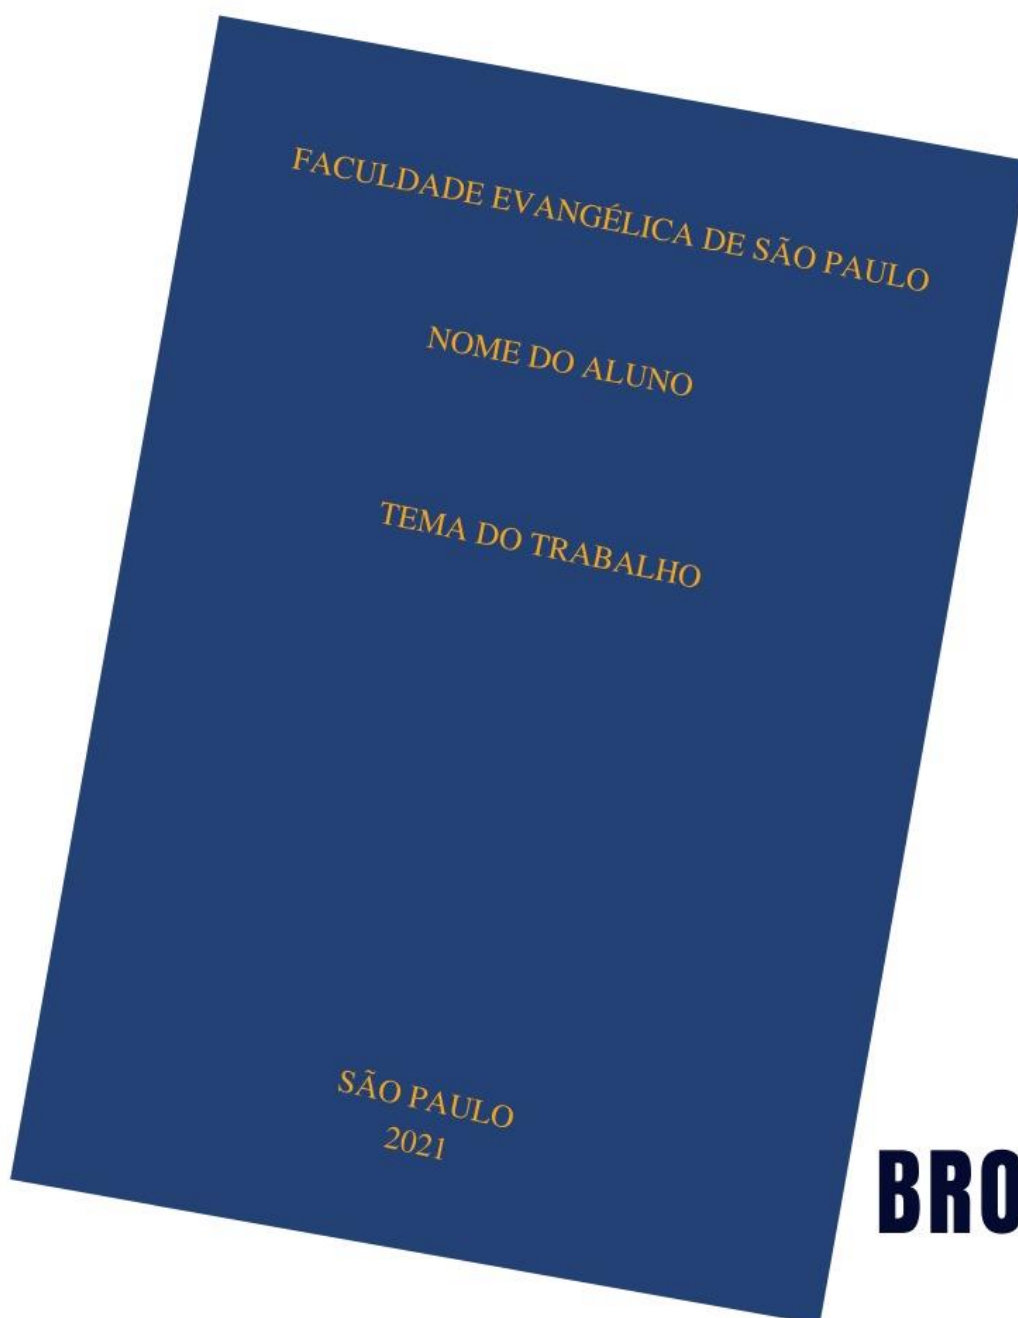 FACULDADE EVANGÉLICA DE SÃO PAULO
NOME DO ALUNO
TEMA DO TRABALHO
SÃO PAULO
2021
BRO